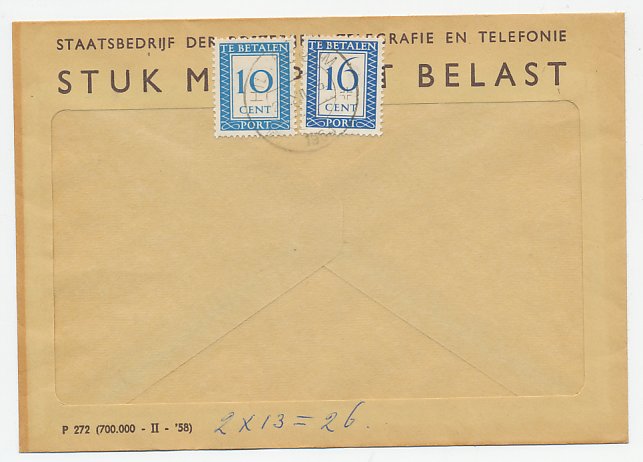 STAATSBEDRIJF DER TELEGRAFIE EN TELEFONIE
STUK M T BELAST
TE BETALEN
10
CENT
PORT
TE BETALEN
16
CENT
PORT
P 272 (700.000 - II - '58)
2 x 13 = 26.